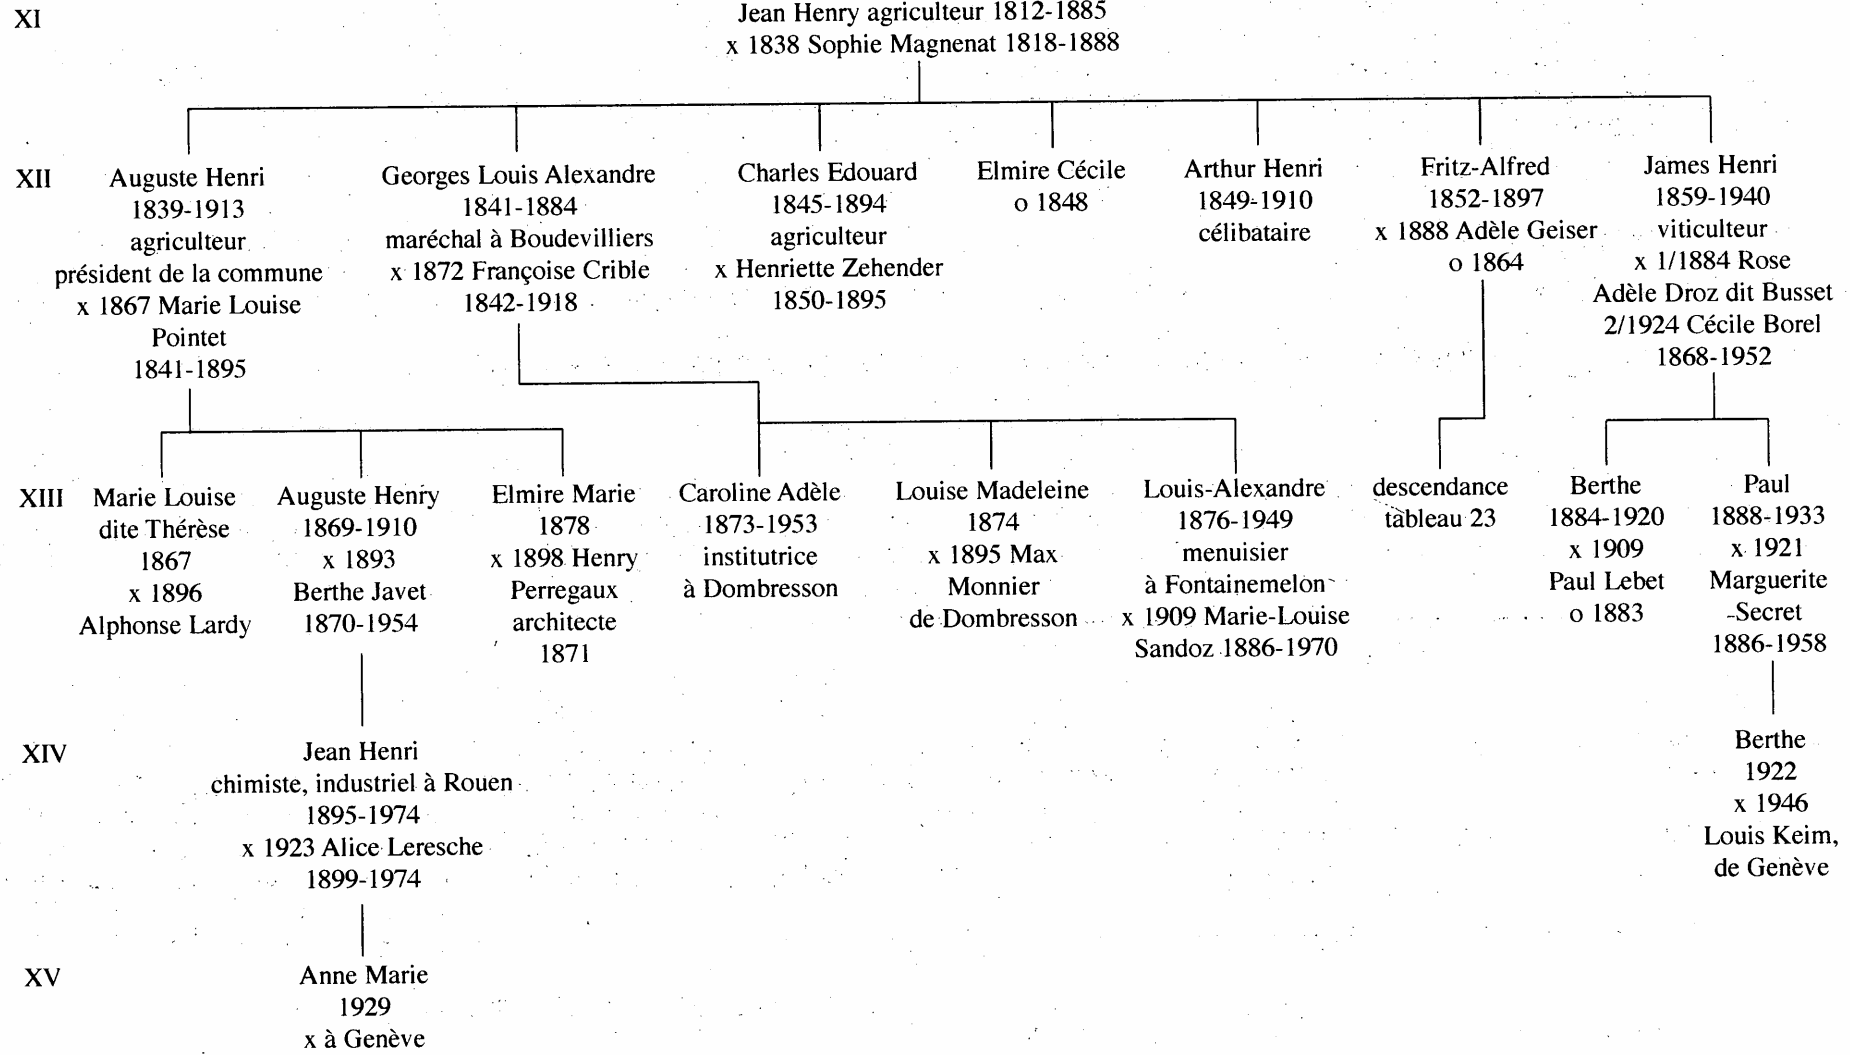 XI
Jean Henry agriculteur 1812-1885
x 1838 Sophie Magnenat 1818-1888
XII
Auguste Henri
1839-1913
agriculteur
président de la commune
x 1867 Marie Louise
Pointet
1841-1895
Georges Louis Alexandre
1841-1884
maréchal à Boudevilliers
x 1872 Françoise Crible
1842-1918
Charles Edouard
1845-1894
agriculteur
x Henriette Zehender
1850-1895
Elmire Cécile
o 1848
Arthur Henri
1849-1910
célibataire
Fritz-Alfred
1852-1897
x 1888 Adèle Geiser
o 1864
James Henri
1859-1940
viticulteur
x 1/1884 Rose
Adèle Droz dit Busset
2/1924 Cécile Borel
1868-1952
XIII
Marie Louise
dite Thérèse
1867
x 1896
Alphonse Lardy
Auguste Henry
1869-1910
x 1893
Berthe Javet
1870-1954
Elmire Marie
1878
x 1898 Henry
Perregaux
architecte
1871
Caroline Adèle
1873-1953
institutrice
à Dombresson
Louise Madeleine
1874
x 1895 Max
Monnier
de Dombresson
Louis-Alexandre
1876-1949
menuisier
à Fontainemelon
x 1909 Marie-Louise
Sandoz 1886-1970
descendance
tableau 23
Berthe
1884-1920
x 1909
Paul Lebet
o 1883
Paul
1888-1933
x 1921
Marguerite
Secret
1886-1958
XIV
Jean Henri
chimiste, industriel à Rouen
1895-1974
x 1923 Alice Leresche
1899-1974
Berthe
1922
x 1946
Louis Keim,
de Genève
XV
Anne Marie
1929
x à Genève